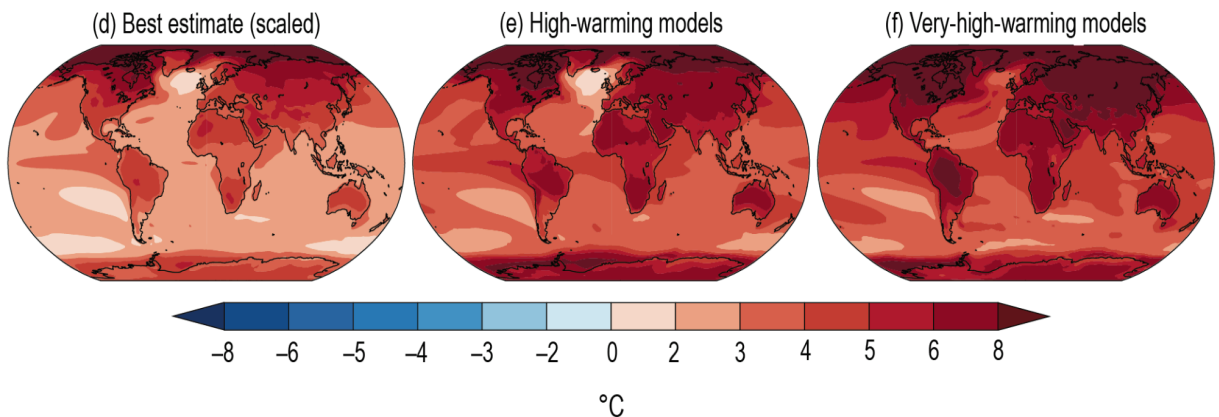 (d) Best estimate (scaled) (e) High-warming models (f) Very-high-warming models
–8 –6 –5 –4 –3 –2 0 2 3 4 5 6 8
°C